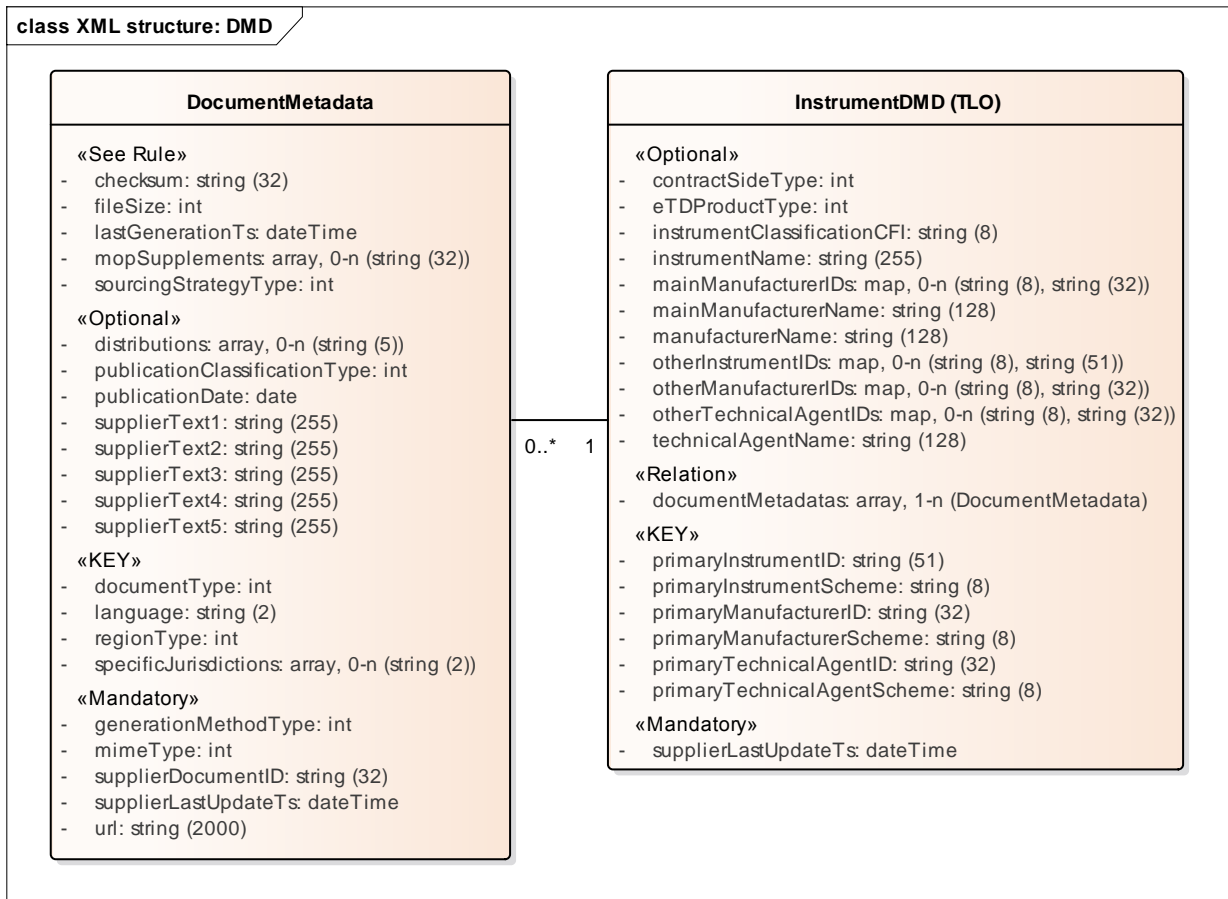 class XML structure: DMD
DocumentMetadata
«See Rule»
- checksum: string (32)
- fileSize: int
- lastGenerationTs: dateTime
- mopSupplements: array, 0-n (string (32))
- sourcingStrategyType: int
«Optional»
- distributions: array, 0-n (string (5))
- publicationClassificationType: int
- publicationDate: date
- supplierText1: string (255)
- supplierText2: string (255)
- supplierText3: string (255)
- supplierText4: string (255)
- supplierText5: string (255)
«KEY»
- documentType: int
- language: string (2)
- regionType: int
- specificJurisdictions: array, 0-n (string (2))
«Mandatory»
- generationMethodType: int
- mimeType: int
- supplierDocumentID: string (32)
- supplierLastUpdateTs: dateTime
- url: string (2000)
0..* 1
InstrumentDMD (TLO)
«Optional»
- contractSideType: int
- eTDProductType: int
- instrumentClassificationCFI: string (8)
- instrumentName: string (255)
- mainManufacturerIDs: map, 0-n (string (8), string (32))
- mainManufacturerName: string (128)
- manufacturerName: string (128)
- otherInstrumentIDs: map, 0-n (string (8), string (51))
- otherManufacturerIDs: map, 0-n (string (8), string (32))
- otherTechnicalAgentIDs: map, 0-n (string (8), string (32))
- technicalAgentName: string (128)
«Relation»
- documentMetadatas: array, 1-n (DocumentMetadata)
«KEY»
- primaryInstrumentID: string (51)
- primaryInstrumentScheme: string (8)
- primaryManufacturerID: string (32)
- primaryManufacturerScheme: string (8)
- primaryTechnicalAgentID: string (32)
- primaryTechnicalAgentScheme: string (8)
«Mandatory»
- supplierLastUpdateTs: dateTime